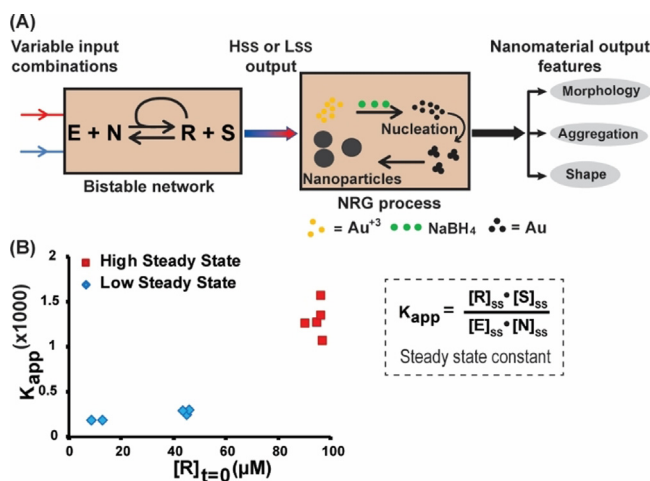 (A)
Variable input
combinations
Hss or Lss
output
Nanomaterial output
features
E + N
R + S
Bistable network
Nucleation
Nanoparticles
NRG process
Morphology
Aggregation
Shape
= Au+3
= NaBH4
= Au
(B)
High Steady State
Low Steady State
Kapp (x1000)
2
1.5
1
0.5
0
0 20 40 60 80 100
[R]t=0 (µM)
Kapp = [R]ss•[S]ss
[E]ss•[N]ss
Steady state constant